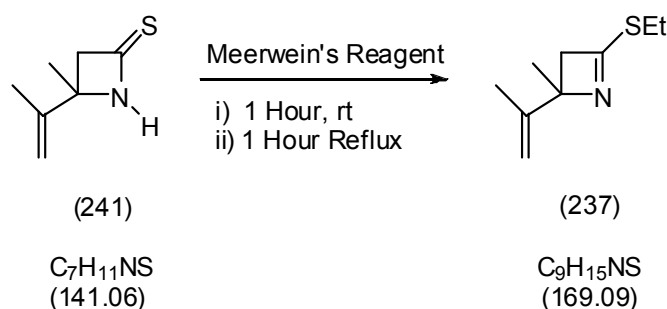 S
Meerwein's Reagent
SEt
N
H
N
i) 1 Hour, rt
ii) 1 Hour Reflux
(241)
(237)
C7H11NS
C9H15NS
(141.06)
(169.09)